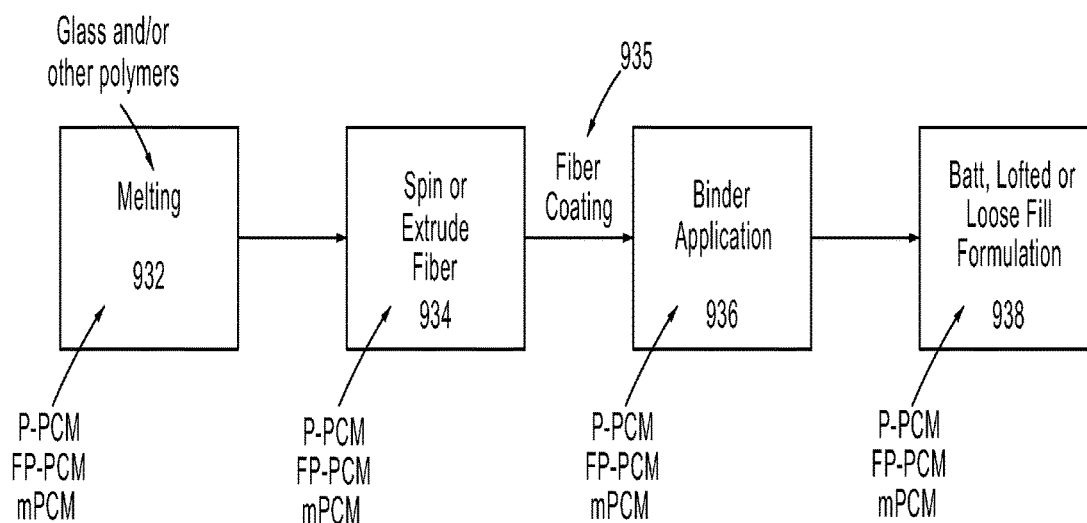 Glass and/or
other polymers
Melting
932
P-PCM
FP-PCM
mPCM
Spin or
Extrude
Fiber
934
P-PCM
FP-PCM
mPCM
935
Fiber
Coating
Binder
Application
936
P-PCM
FP-PCM
mPCM
Batt, Lofted or
Loose Fill
Formulation
938
P-PCM
FP-PCM
mPCM